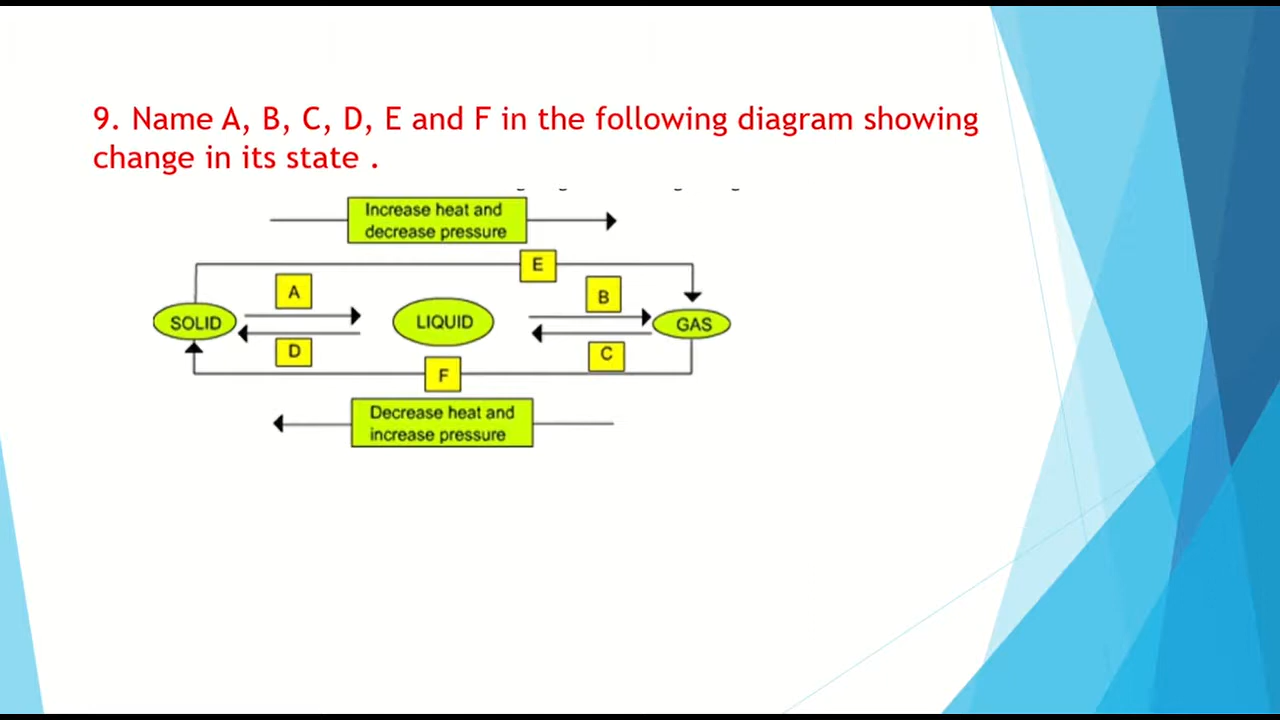 9. Name A, B, C, D, E and F in the following diagram showing
change in its state .
Increase heat and
decrease pressure
E
A
B
SOLID
LIQUID
GAS
D
C
F
Decrease heat and
increase pressure